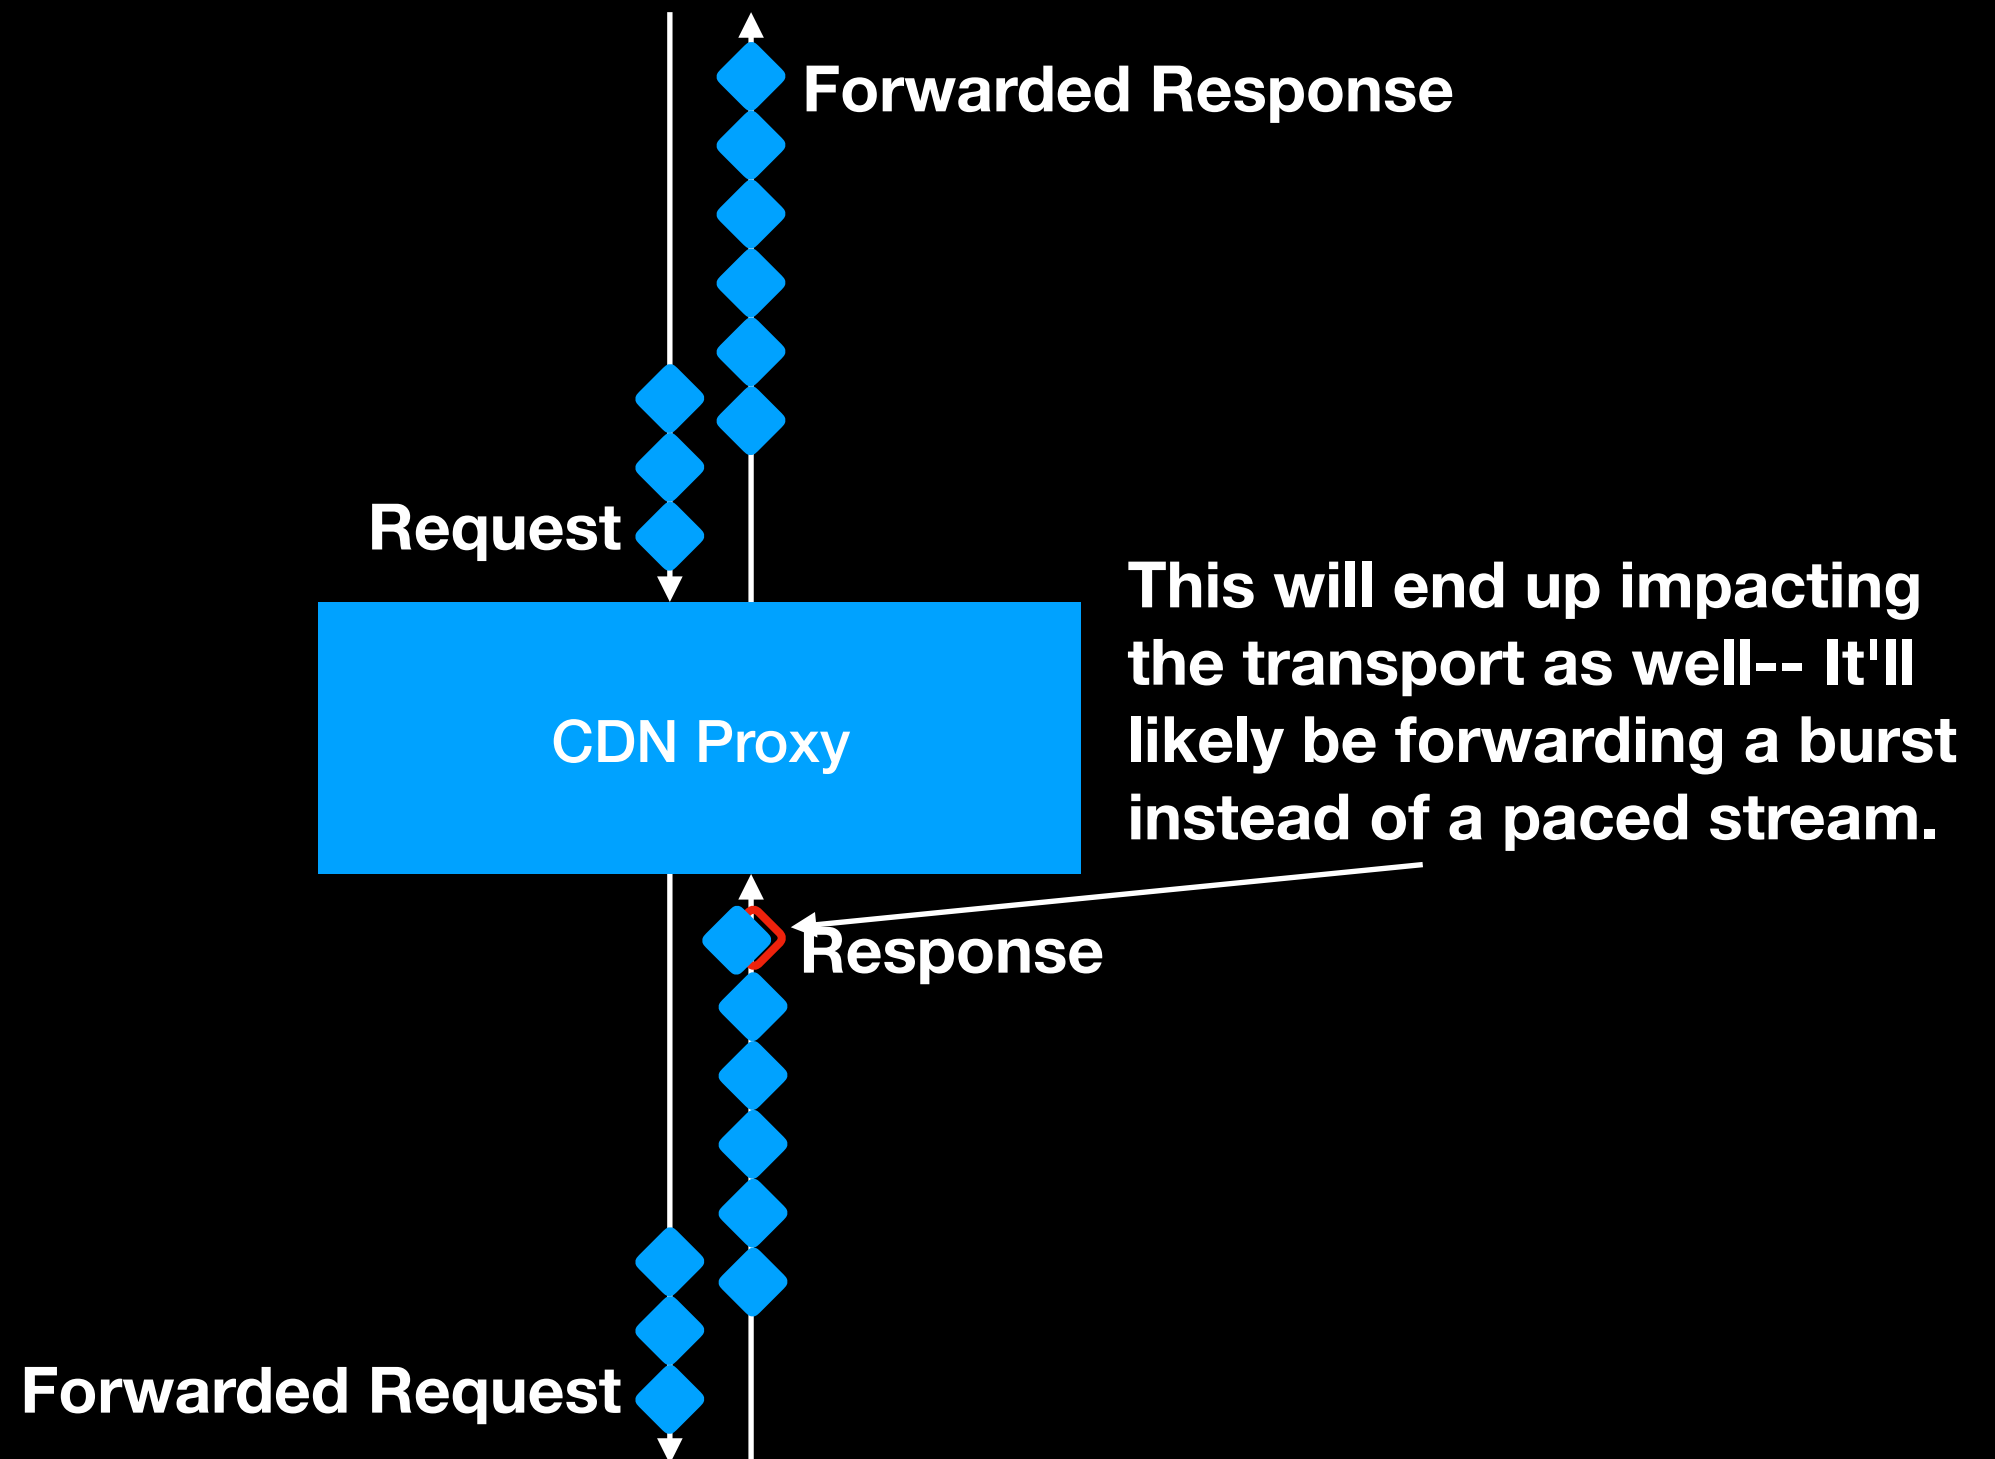 Forwarded Response
Request
This will end up impacting
the transport as well-- It'll
likely be forwarding a burst
instead of a paced stream.
CDN Proxy
Response
Forwarded Request